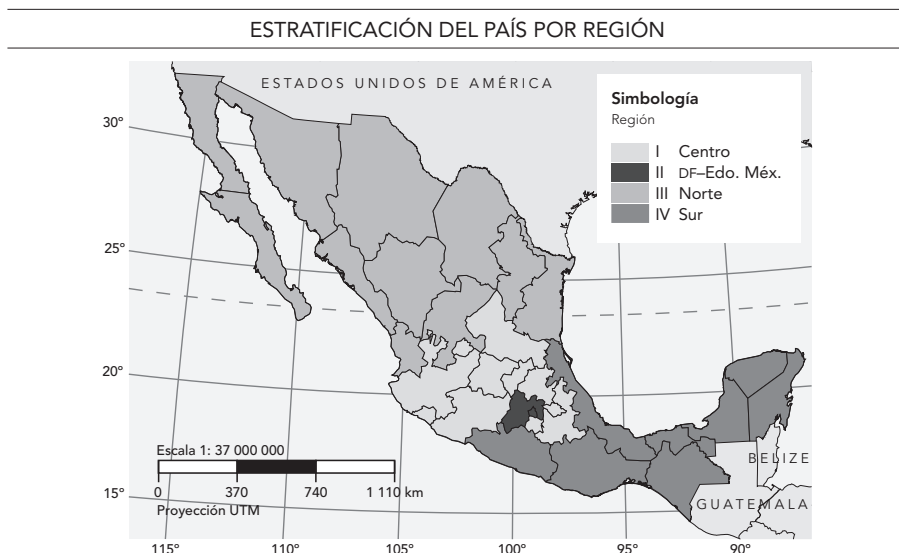 ESTRATIFICACIÓN DEL PAÍS POR REGIÓN
ESTADOS UNIDOS DE AMÉRICA
Simbología
Región
I Centro
II DF–Edo. Méx.
III Norte
IV Sur
30°
25°
20°
15°
Escala 1: 37 000 000
0 370 740 1 110 km
Proyección UTM
BELIZE
GUATEMALA
115° 110° 105° 100° 95° 90°